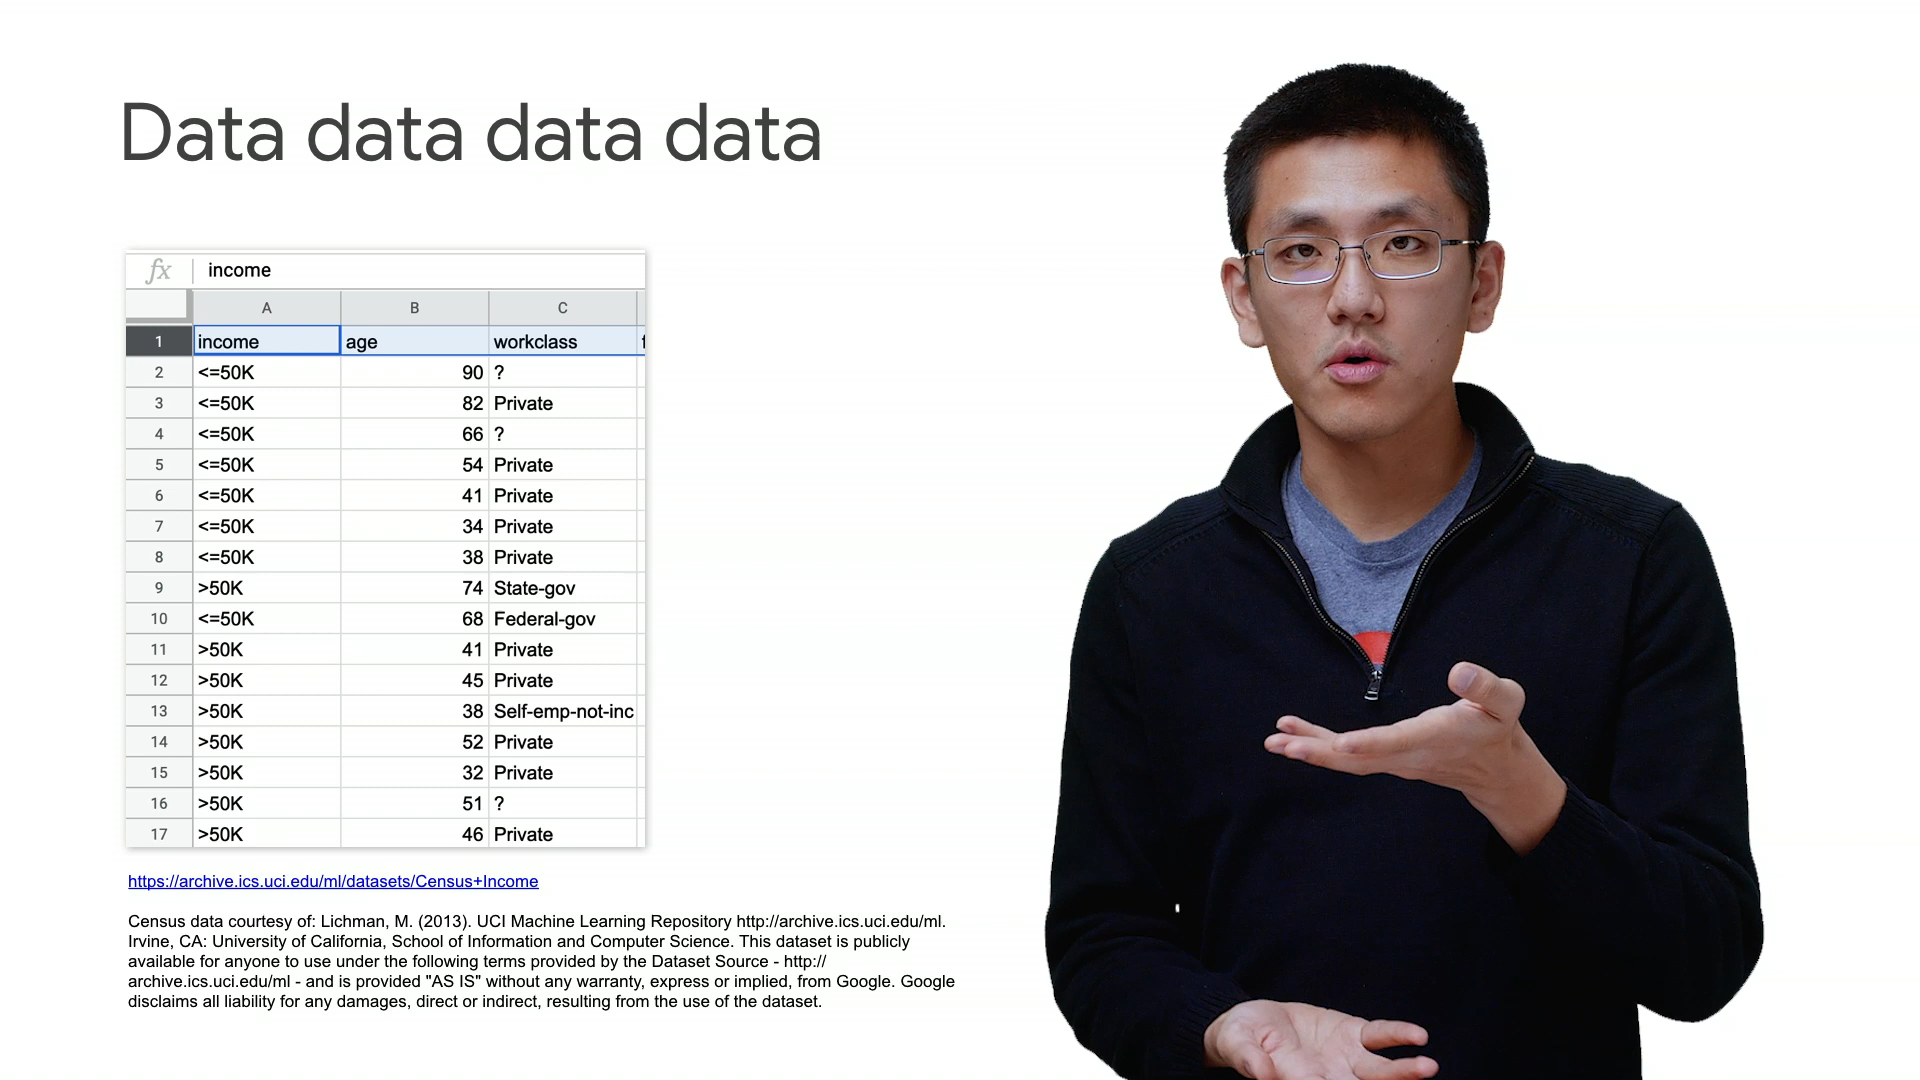 Data data data data
fx income
A B C
1 income age workclass
2 <=50K 90 ?
3 <=50K 82 Private
4 <=50K 66 ?
5 <=50K 54 Private
6 <=50K 41 Private
7 <=50K 34 Private
8 <=50K 38 Private
9 >50K 74 State-gov
10 <=50K 68 Federal-gov
11 >50K 41 Private
12 >50K 45 Private
13 >50K 38 Self-emp-not-inc
14 >50K 52 Private
15 >50K 32 Private
16 >50K 51 ?
17 >50K 46 Private
https://archive.ics.uci.edu/ml/datasets/Census+Income
Census data courtesy of: Lichman, M. (2013). UCI Machine Learning Repository http://archive.ics.uci.edu/ml.
Irvine, CA: University of California, School of Information and Computer Science. This dataset is publicly
available for anyone to use under the following terms provided by the Dataset Source - http://
archive.ics.uci.edu/ml - and is provided "AS IS" without any warranty, express or implied, from Google. Google
disclaims all liability for any damages, direct or indirect, resulting from the use of the dataset.